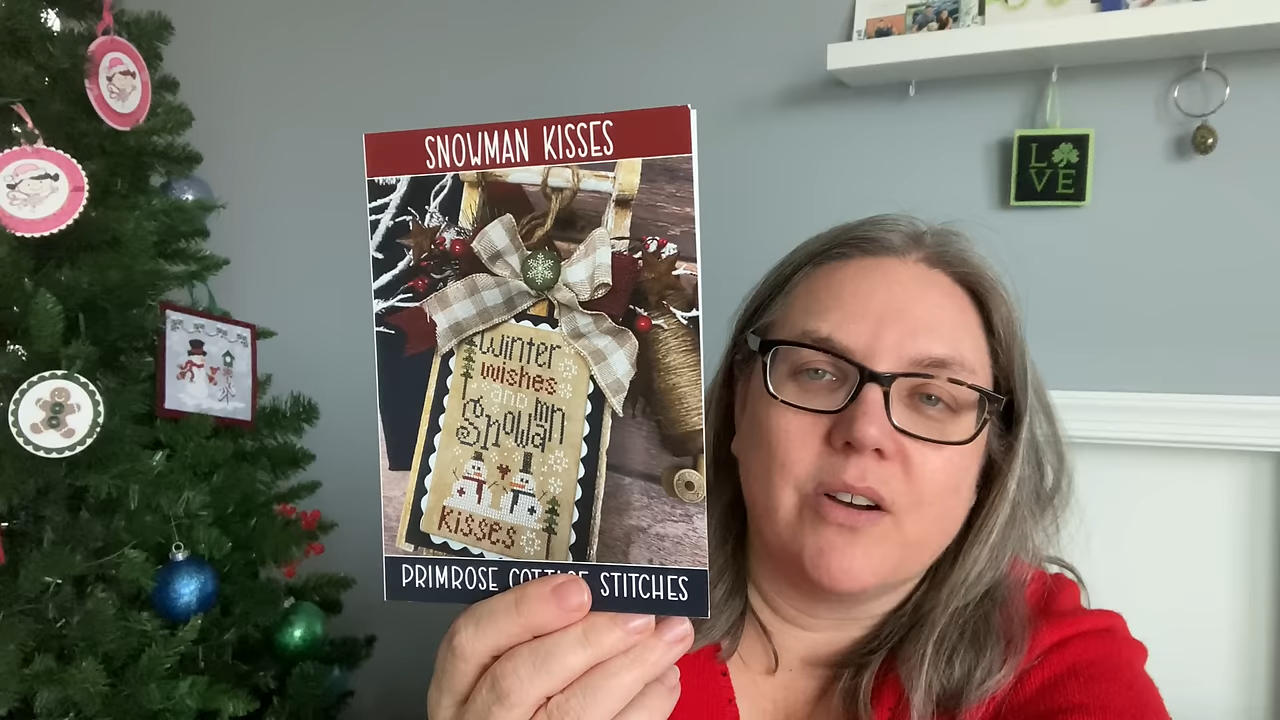 SNOWMAN KISSES
winter
wishes
and
snowman
kisses
PRIMROSE COTTAGE STITCHES
LOVE